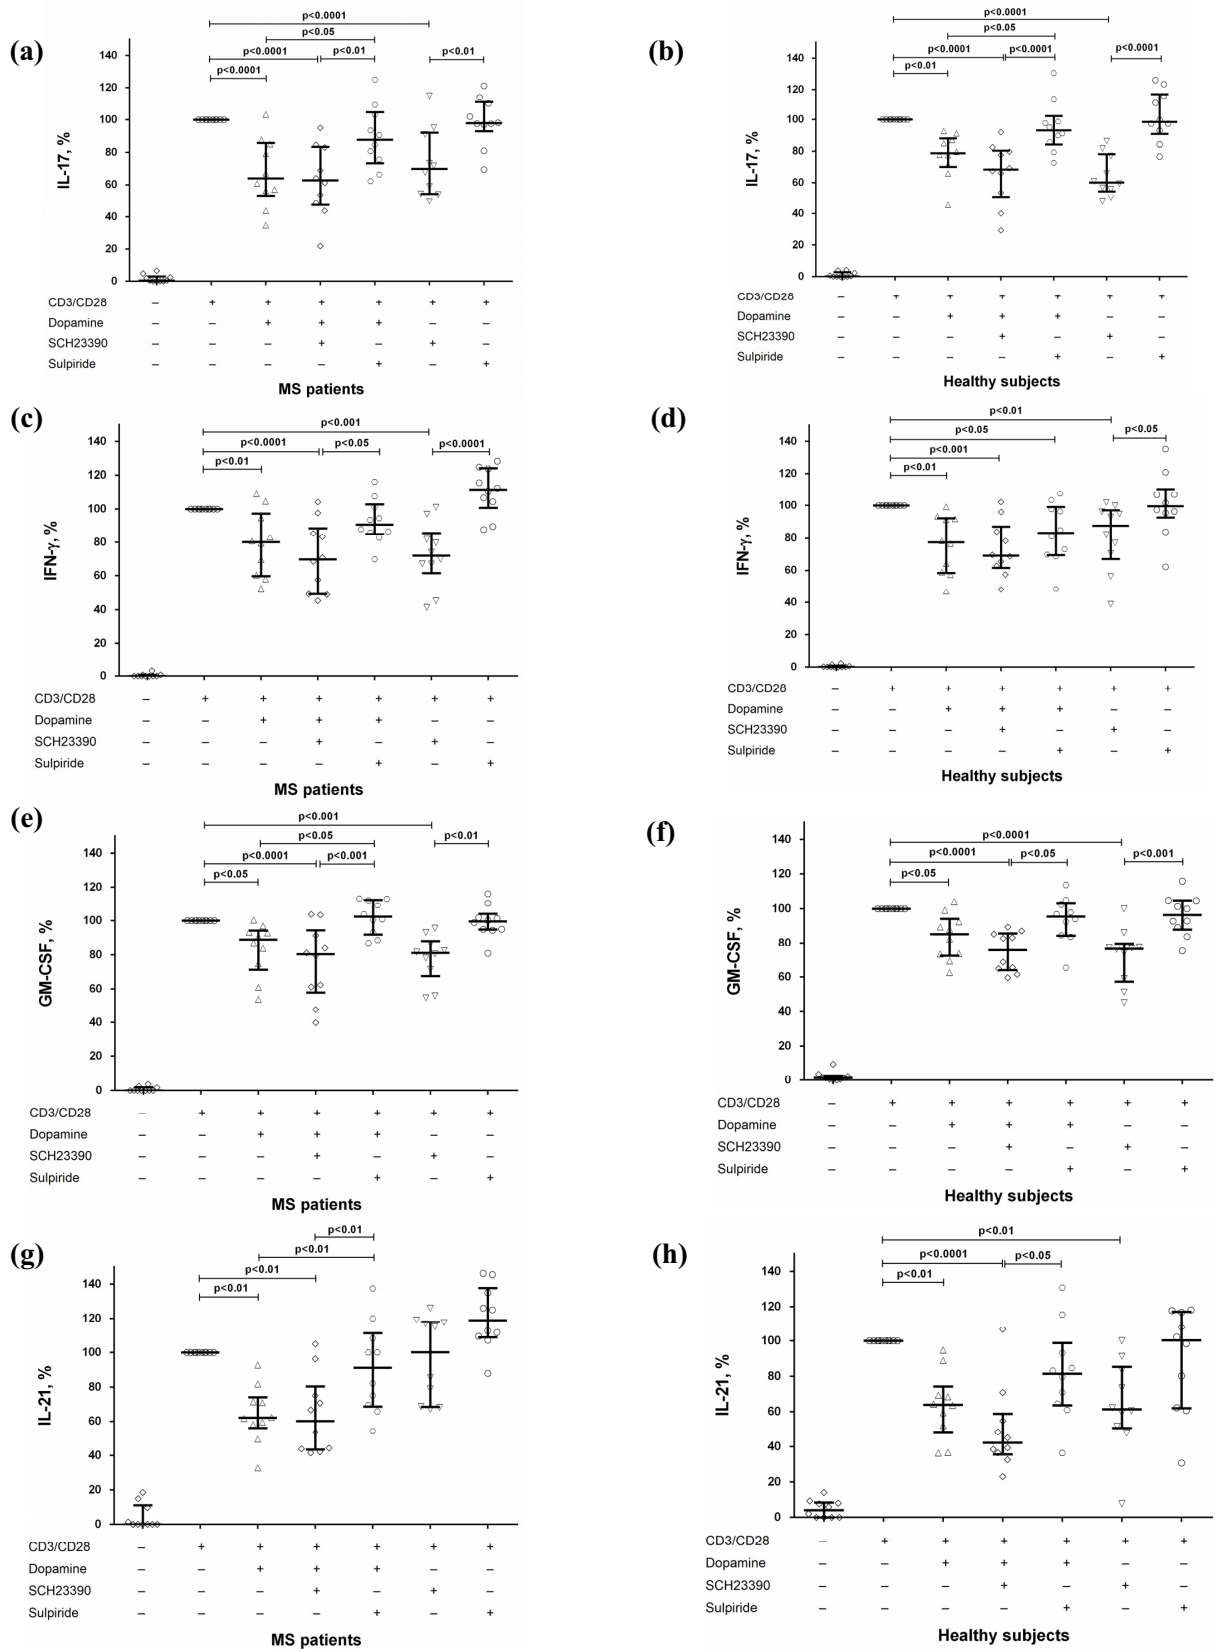 (a)
IL-17, %
p<0.0001
p<0.05
p<0.0001
p<0.01
p<0.01
p<0.0001
140
120
100
80
60
40
20
0
CD3/CD28 – + + + + + +
Dopamine – – + + + – –
SCH23390 – – – + – + –
Sulpiride – – – – + – +
MS patients
(b)
IL-17, %
p<0.0001
p<0.05
p<0.0001
p<0.0001
p<0.0001
p<0.01
140
120
100
80
60
40
20
0
CD3/CD28 – + + + + + +
Dopamine – – + + + – –
SCH23390 – – – + – + –
Sulpiride – – – – + – +
Healthy subjects
(c)
IFN-γ, %
p<0.001
p<0.0001
p<0.05
p<0.0001
p<0.01
140
120
100
80
60
40
20
0
CD3/CD28 – + + + + + +
Dopamine – – + + + – –
SCH23390 – – – + – + –
Sulpiride – – – – + – +
MS patients
(d)
IFN-γ, %
p<0.01
p<0.05
p<0.05
p<0.001
p<0.01
140
120
100
80
60
40
20
0
CD3/CD28 – + + + + + +
Dopamine – – + + + – –
SCH23390 – – – + – + –
Sulpiride – – – – + – +
Healthy subjects
(e)
GM-CSF, %
p<0.001
p<0.05
p<0.01
p<0.0001
p<0.001
p<0.05
140
120
100
80
60
40
20
0
CD3/CD28 – + + + + + +
Dopamine – – + + + – –
SCH23390 – – – + – + –
Sulpiride – – – – + – +
MS patients
(f)
GM-CSF, %
p<0.0001
p<0.0001
p<0.05
p<0.001
p<0.05
140
120
100
80
60
40
20
0
CD3/CD28 – + + + + + +
Dopamine – – + + + – –
SCH23390 – – – + – + –
Sulpiride – – – – + – +
Healthy subjects
(g)
IL-21, %
p<0.01
p<0.01
p<0.01
p<0.01
140
120
100
80
60
40
20
0
CD3/CD28 – + + + + + +
Dopamine – – + + + – –
SCH23390 – – – + – + –
Sulpiride – – – – + – +
MS patients
(h)
IL-21, %
p<0.01
p<0.0001
p<0.05
p<0.01
140
120
100
80
60
40
20
0
CD3/CD28 – + + + + + +
Dopamine – – + + + – –
SCH23390 – – – + – + –
Sulpiride – – – – + – +
Healthy subjects